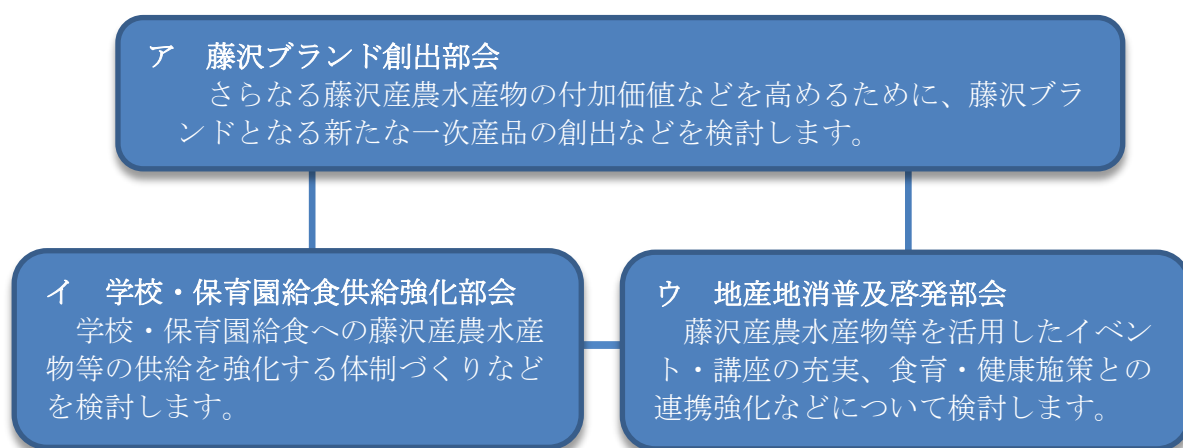 ア　藤沢ブランド創出部会
さらなる藤沢産農水産物の付加価値などを高めるために、藤沢ブラ
ンドとなる新たな一次産品の創出などを検討します。
イ　学校・保育園給食供給強化部会
学校・保育園給食への藤沢産農水産
物等の供給を強化する体制づくりなど
を検討します。
ウ　地産地消普及啓発部会
藤沢産農水産物等を活用したイベン
ト・講座の充実、食育・健康施策との
連携強化などについて検討します。